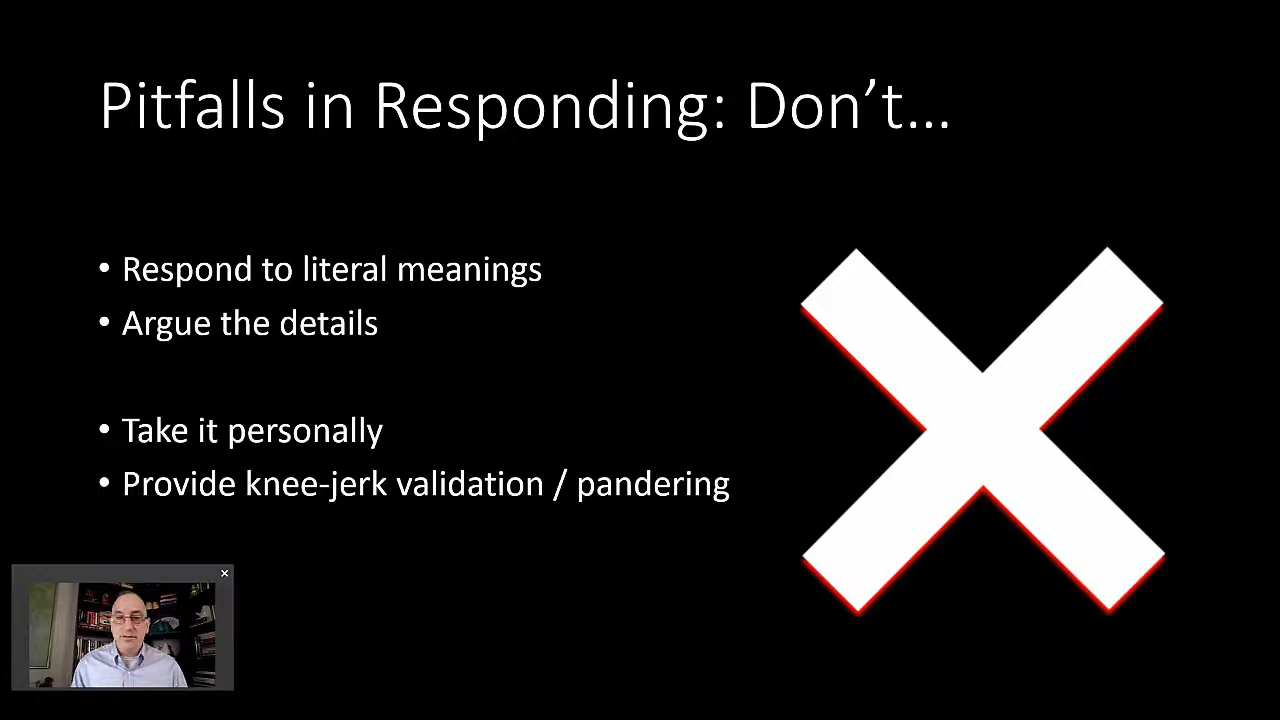 Pitfalls in Responding: Don’t…
• Respond to literal meanings
• Argue the details
• Take it personally
• Provide knee-jerk validation / pandering